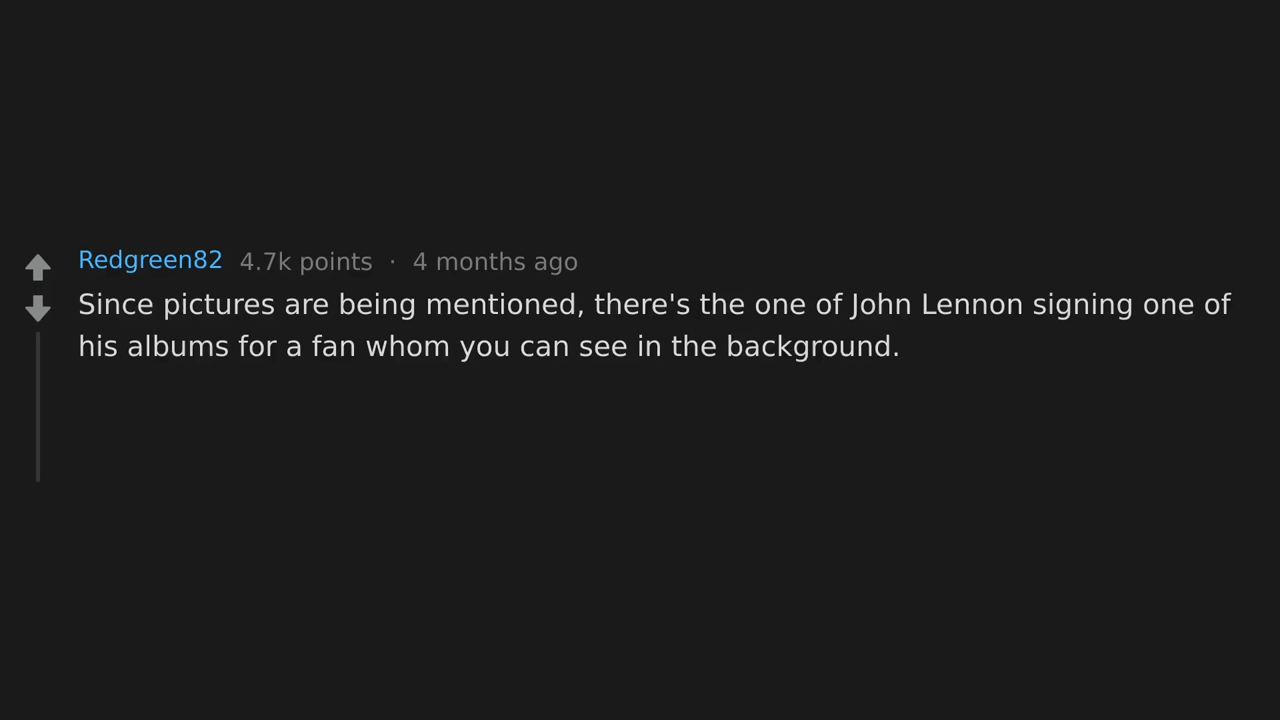 Redgreen82 4.7k points · 4 months ago
Since pictures are being mentioned, there's the one of John Lennon signing one of
his albums for a fan whom you can see in the background.